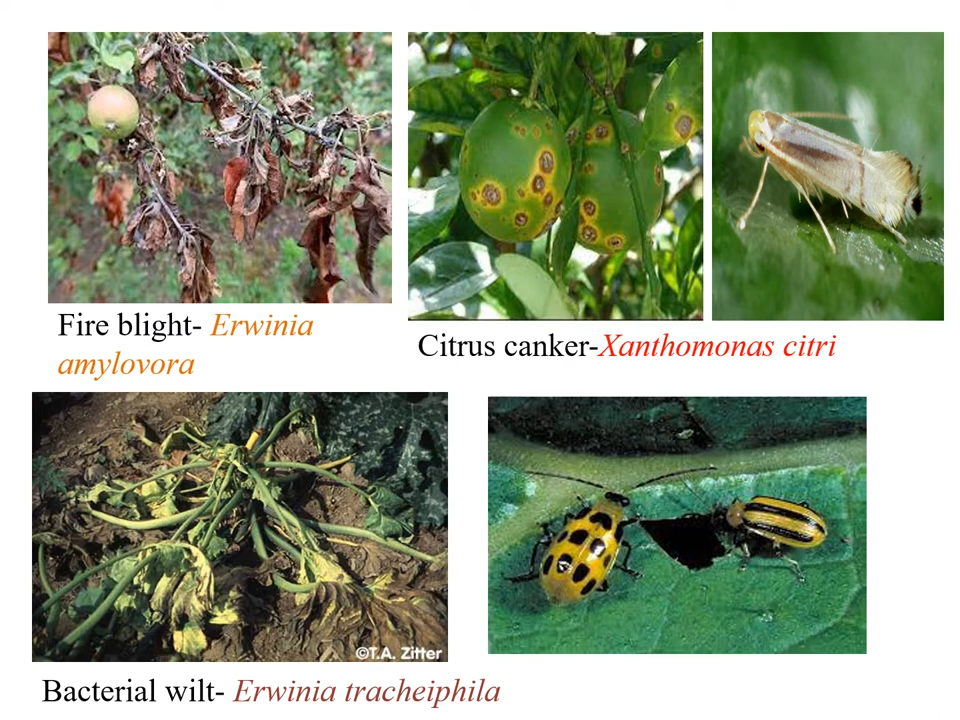 Fire blight- Erwinia
amylovora
Citrus canker-Xanthomonas citri
©T.A. Zitter
Bacterial wilt- Erwinia tracheiphila